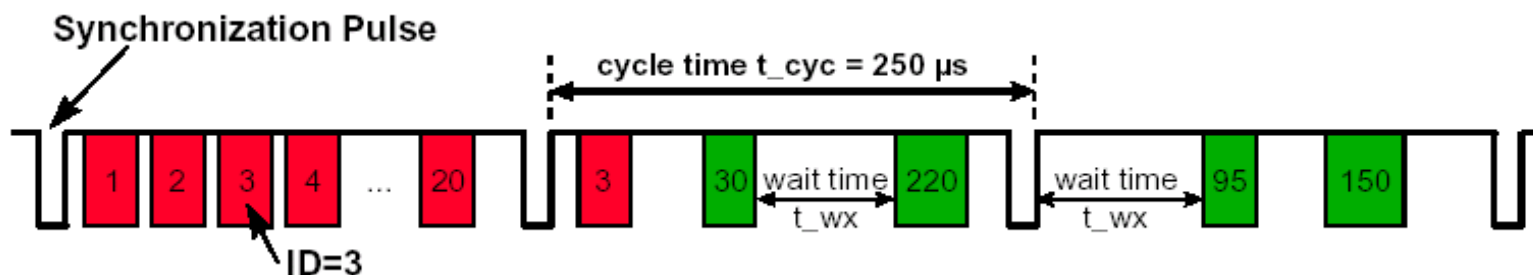 Synchronization Pulse
cycle time t_cyc = 250 µs
1 2 3 4 ... 20 3 30 wait time 220 wait time 95 150
t_wx t_wx
ID=3